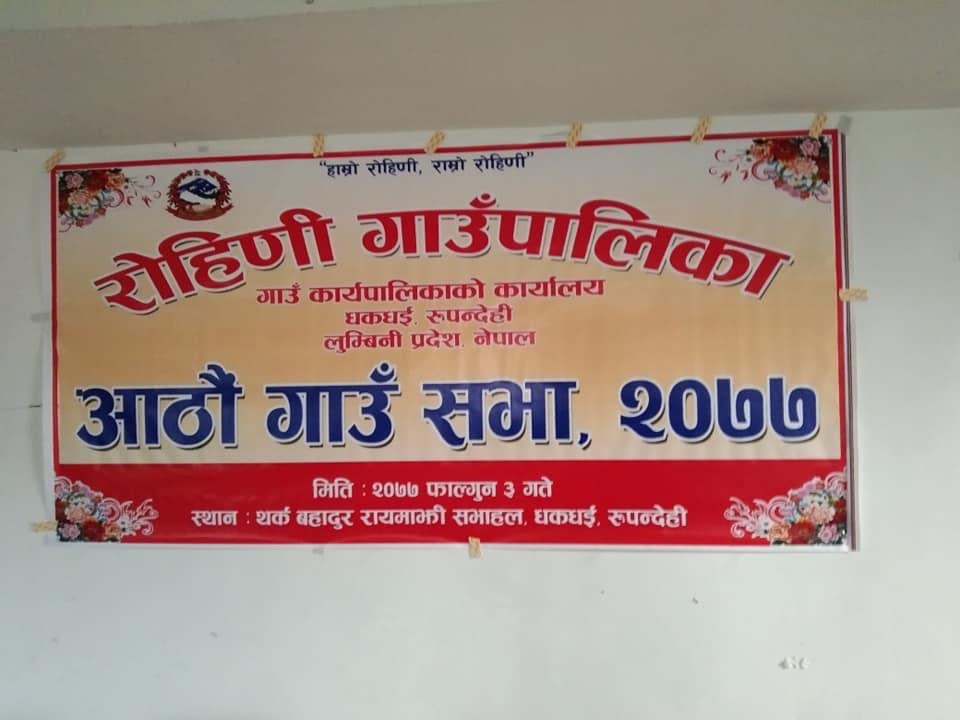 "हाम्रो रोहिणी, राम्रो रोहिणी"
रोहिणी गाउँपालिका
गाउँ कार्यपालिकाको कार्यालय
धकधई, रुपन्देही
लुम्बिनी प्रदेश, नेपाल
आठौं गाउँ सभा, २०७७
मिति : २०७७ फाल्गुन ३ गते
स्थान : थर्क बहादुर रायमाझी सभाहल, धकधई, रुपन्देही